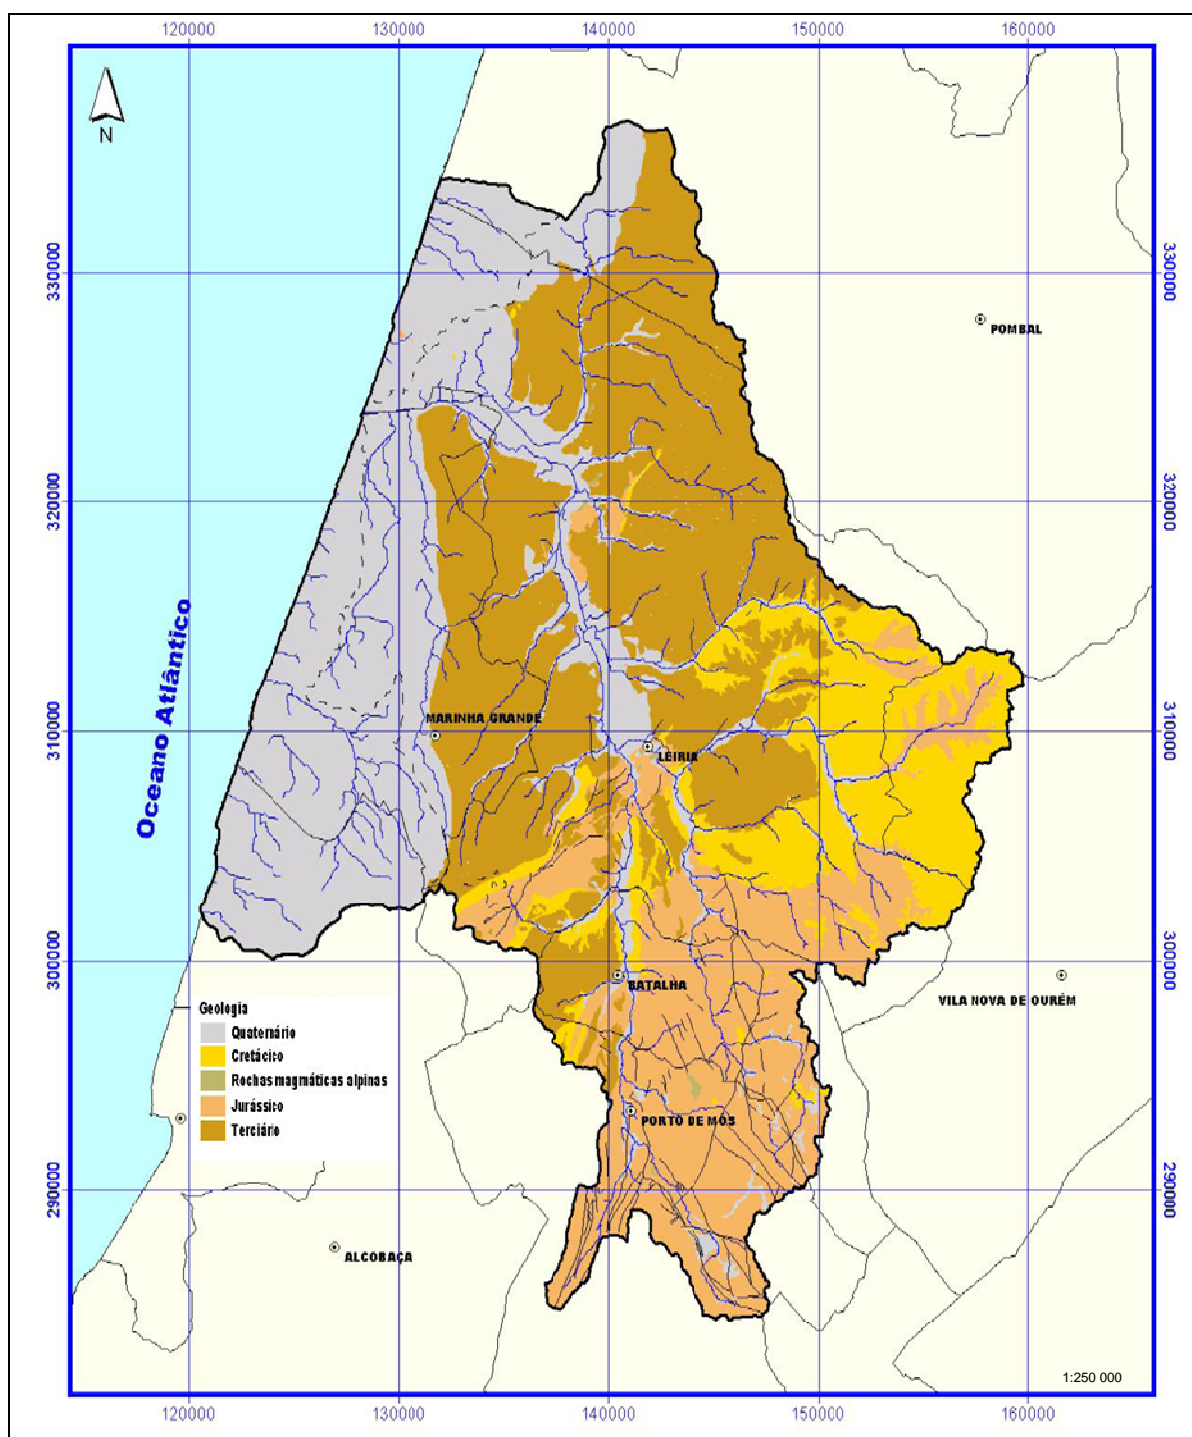 120000 130000 140000 150000 160000
N
330000 330000
POMBAL
320000 320000
Oceano Atlântico
MARINHA GRANDE
310000 310000
LEIRIA
300000 300000
BATALHA
VILA NOVA DE OURÉM
Geologia
Quaternário
Cretácico
Rochas magmáticas alpinas
Jurássico
Terciário
PORTO DE MÓS
290000 290000
ALCOBAÇA
1:250 000
120000 130000 140000 150000 160000